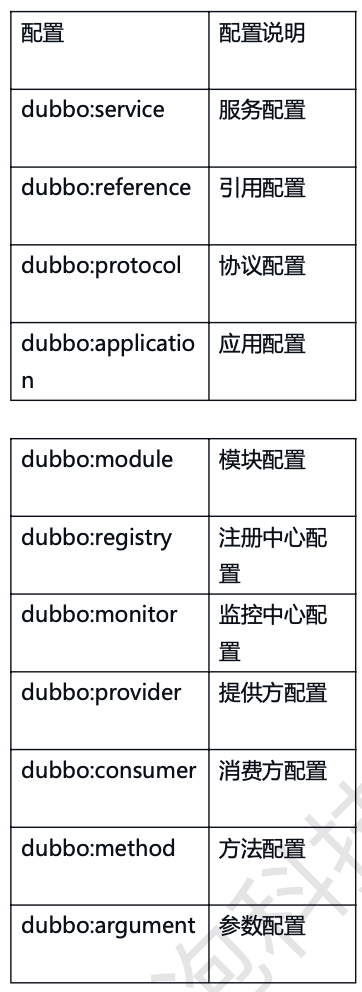 配置 配置说明
dubbo:service 服务配置
dubbo:reference 引用配置
dubbo:protocol 协议配置
dubbo:applicatio 应用配置
n
dubbo:module 模块配置
dubbo:registry 注册中心配
置
dubbo:monitor 监控中心配
置
dubbo:provider 提供方配置
dubbo:consumer 消费方配置
dubbo:method 方法配置
dubbo:argument 参数配置